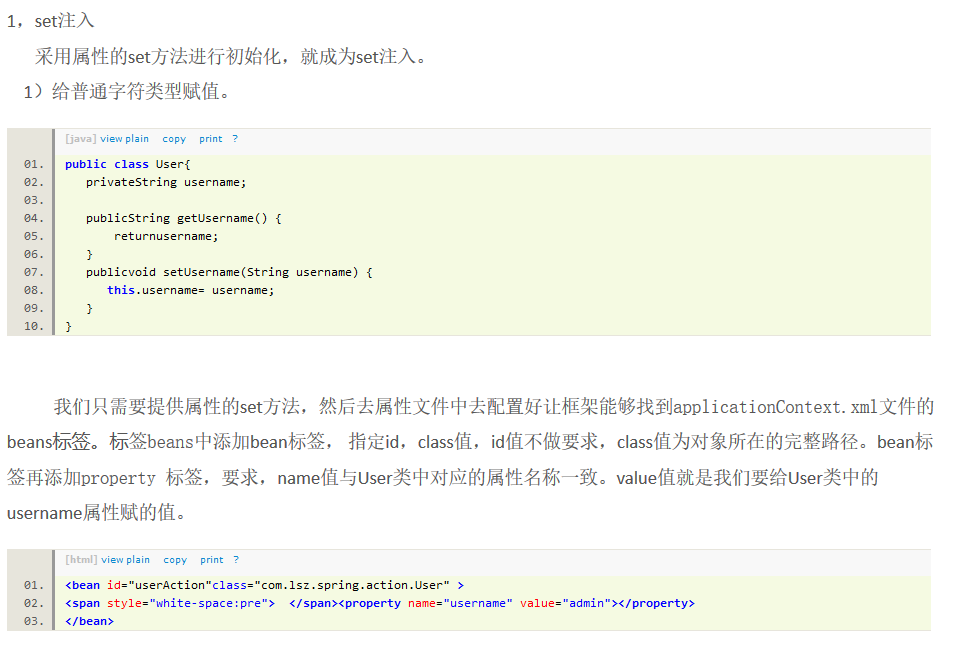 1，set注入
采用属性的set方法进行初始化，就成为set注入。
1）给普通字符类型赋值。
[java] view plain copy print ?
01. public class User{
02. privateString username;
03.
04. publicString getUsername() {
05. returnusername;
06. }
07. publicvoid setUsername(String username) {
08. this.username= username;
09. }
10. }
我们只需要提供属性的set方法，然后去属性文件中去配置好让框架能够找到applicationContext.xml文件的
beans标签。标签beans中添加bean标签， 指定id，class值，id值不做要求，class值为对象所在的完整路径。bean标
签再添加property 标签，要求，name值与User类中对应的属性名称一致。value值就是我们要给User类中的
username属性赋的值。
[html] view plain copy print ?
01. <bean id="userAction"class="com.lsz.spring.action.User" >
02. <span style="white-space:pre"> </span><property name="username" value="admin"></property>
03. </bean>